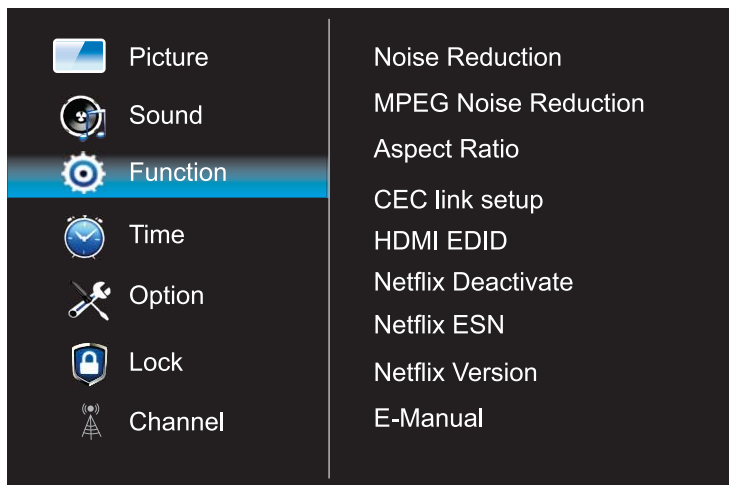 Picture
Sound
Function
Time
Option
Lock
Channel
Noise Reduction
MPEG Noise Reduction
Aspect Ratio
CEC link setup
HDMI EDID
Netflix Deactivate
Netflix ESN
Netflix Version
E-Manual